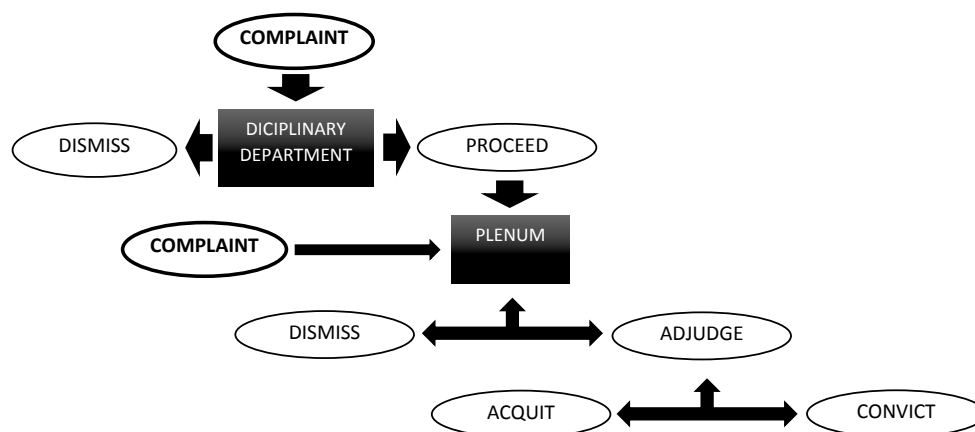 COMPLAINT
DICIPLINARY
DEPARTMENT
DISMISS
PROCEED
PLENUM
COMPLAINT
DISMISS
ADJUDGE
ACQUIT
CONVICT